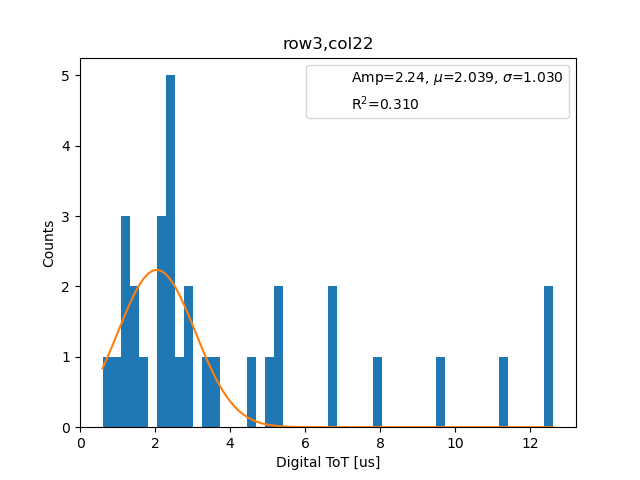 row3,col22
Amp=2.24, μ=2.039, σ=1.030
R²=0.310
5
4
3
2
1
0
Counts
0 2 4 6 8 10 12
Digital ToT [us]